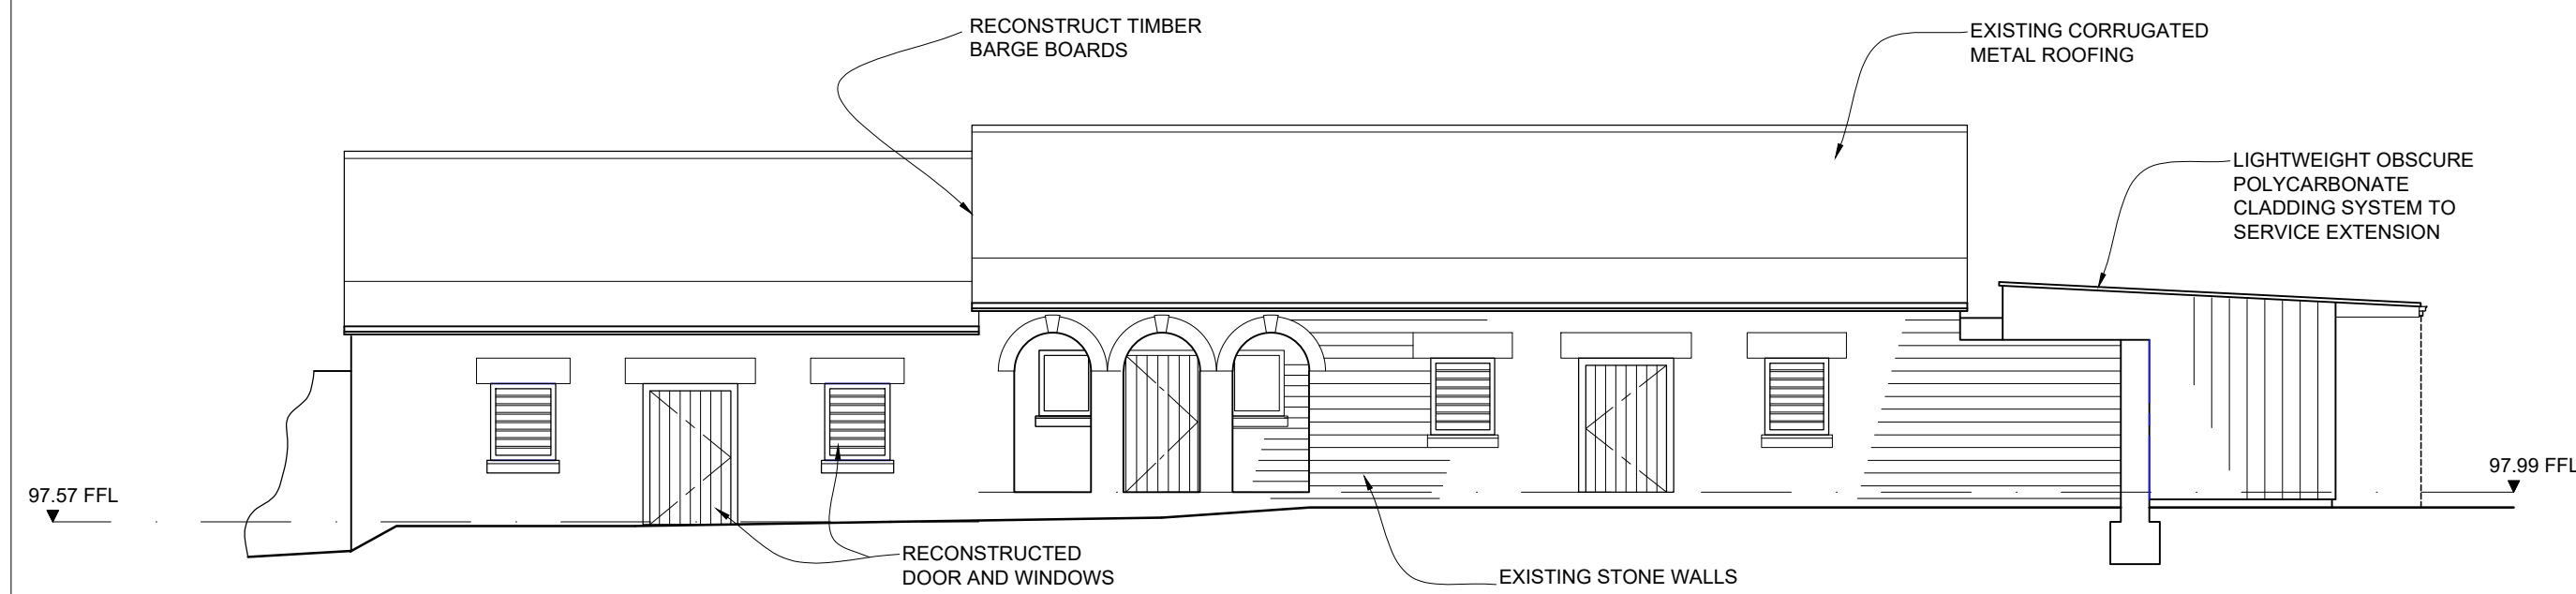 RECONSTRUCT TIMBER
BARGE BOARDS
EXISTING CORRUGATED
METAL ROOFING
LIGHTWEIGHT OBSCURE
POLYCARBONATE
CLADDING SYSTEM TO
SERVICE EXTENSION
97.57 FFL
97.99 FFL
RECONSTRUCTED
DOOR AND WINDOWS
EXISTING STONE WALLS